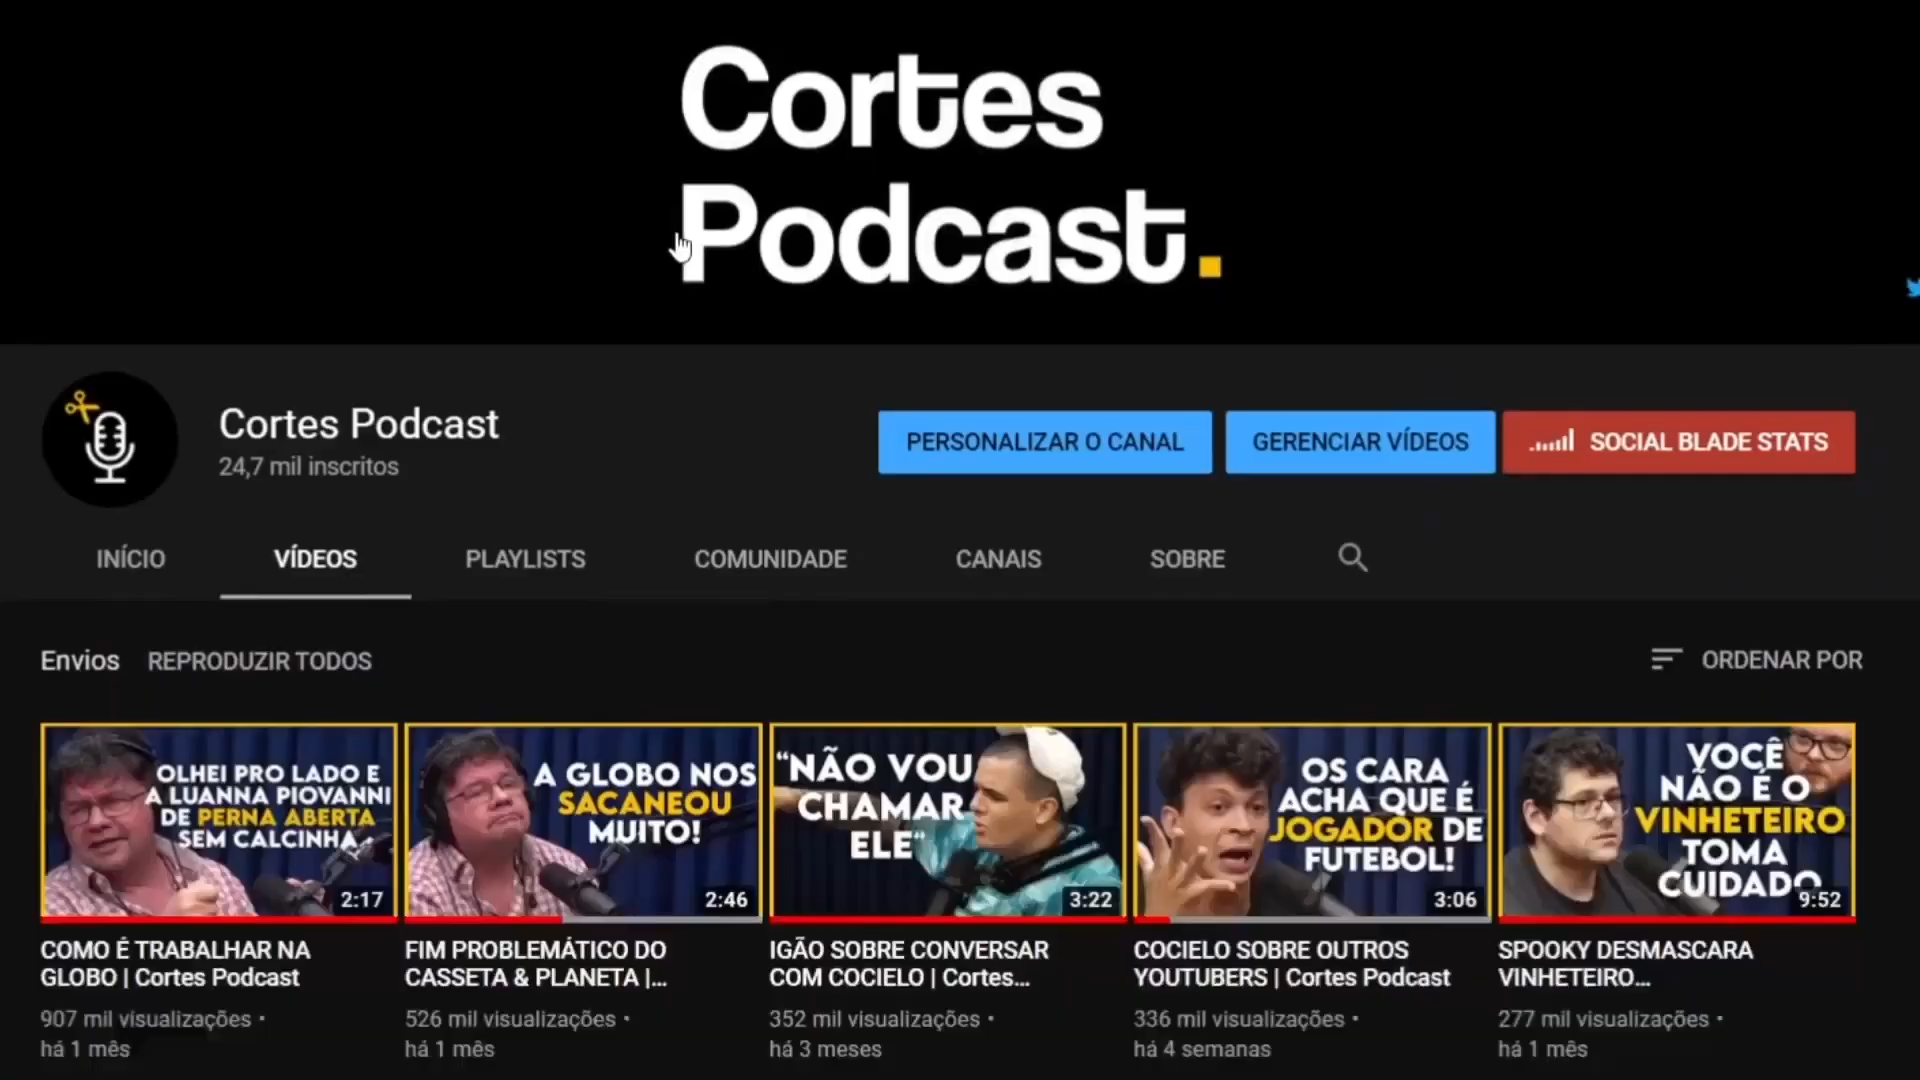 Cortes
Podcast.
Cortes Podcast
24,7 mil inscritos
PERSONALIZAR O CANAL
GERENCIAR VÍDEOS
SOCIAL BLADE STATS
INÍCIO
VÍDEOS
PLAYLISTS
COMUNIDADE
CANAIS
SOBRE
Envios
REPRODUZIR TODOS
ORDENAR POR
OLHEI PRO LADO E
A LUANNA PIOVANNI
DE PERNA ABERTA
SEM CALCINHA
2:17
A GLOBO NOS
SACANEOU
MUITO!
2:46
“NÃO VOU
CHAMAR
ELE“
3:22
OS CARA
ACHA QUE É
JOGADOR DE
FUTEBOL!
3:06
VOCÊ
NÃO É O
VINHETEIRO
TOMA
CUIDADO
9:52
COMO É TRABALHAR NA
GLOBO | Cortes Podcast
907 mil visualizações •
há 1 mês
FIM PROBLEMÁTICO DO
CASSETA & PLANETA |...
526 mil visualizações •
há 1 mês
IGÃO SOBRE CONVERSAR
COM COCIELO | Cortes...
352 mil visualizações •
há 3 meses
COCIELO SOBRE OUTROS
YOUTUBERS | Cortes Podcast
336 mil visualizações •
há 4 semanas
SPOOKY DESMASCARA
VINHETEIRO...
277 mil visualizações •
há 1 mês